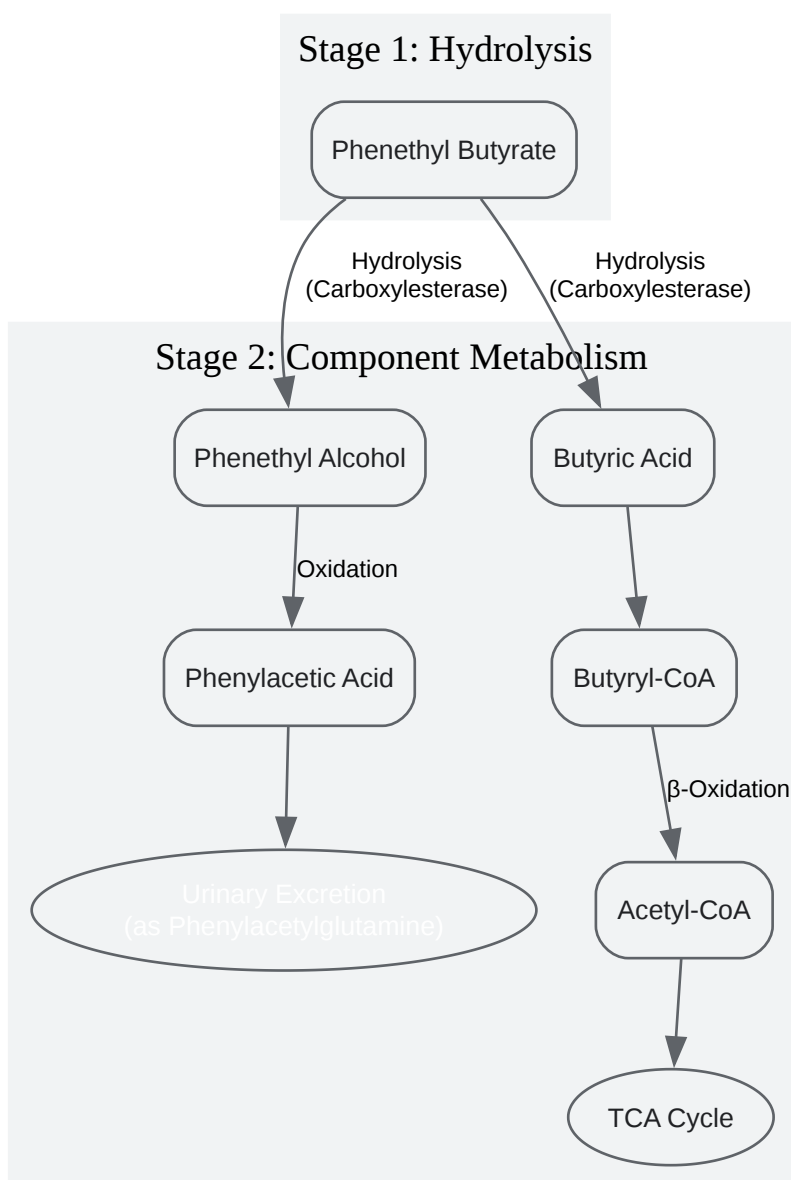 Stage 1: Hydrolysis
Phenethyl Butyrate
Hydrolysis
(Carboxylesterase)
Hydrolysis
(Carboxylesterase)
Stage 2: Component Metabolism
Phenethyl Alcohol
Butyric Acid
Oxidation
Phenylacetic Acid
Butyryl-CoA
β-Oxidation
Urinary Excretion
(as Phenylacetylglutamine)
Acetyl-CoA
TCA Cycle